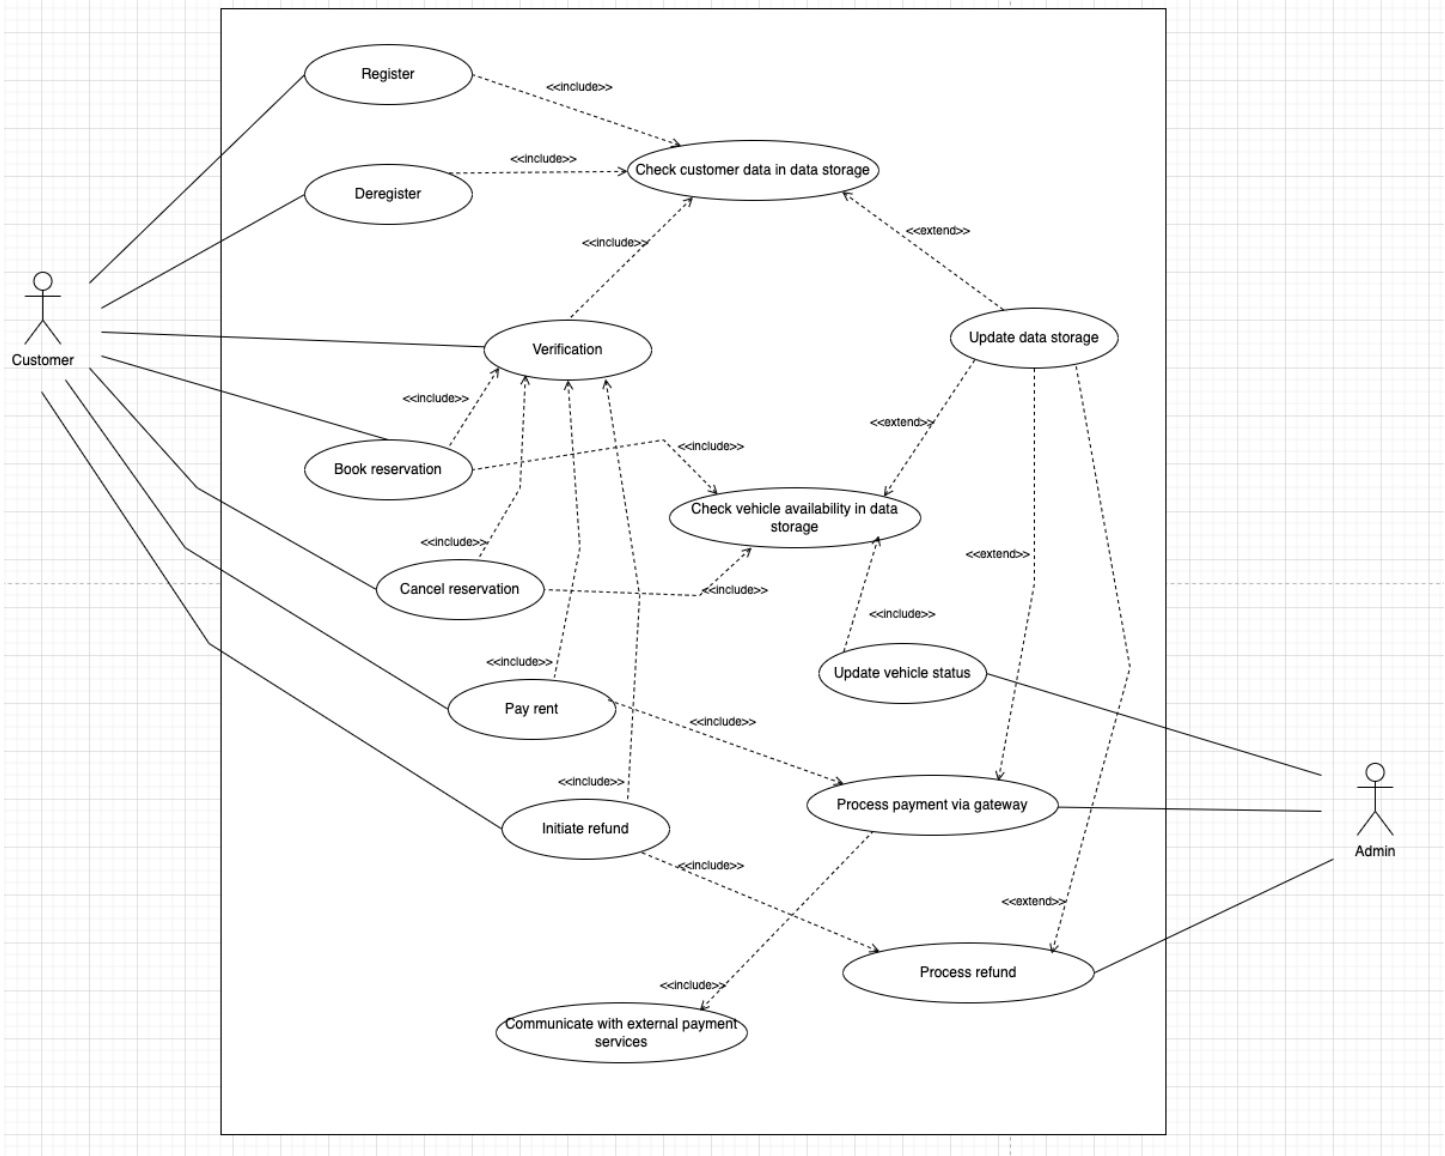 Register
<<include>>
<<include>>
Check customer data in data storage
Deregister
<<extend>>
<<include>>
Update data storage
Verification
Customer
<<include>>
<<extend>>
<<include>>
Book reservation
Check vehicle availability in data
storage
<<include>>
<<extend>>
Cancel reservation
<<include>>
<<include>>
<<include>>
Update vehicle status
Pay rent
<<include>>
<<include>>
Process payment via gateway
Initiate refund
Admin
<<include>>
<<extend>>
Process refund
<<include>>
Communicate with external payment
services